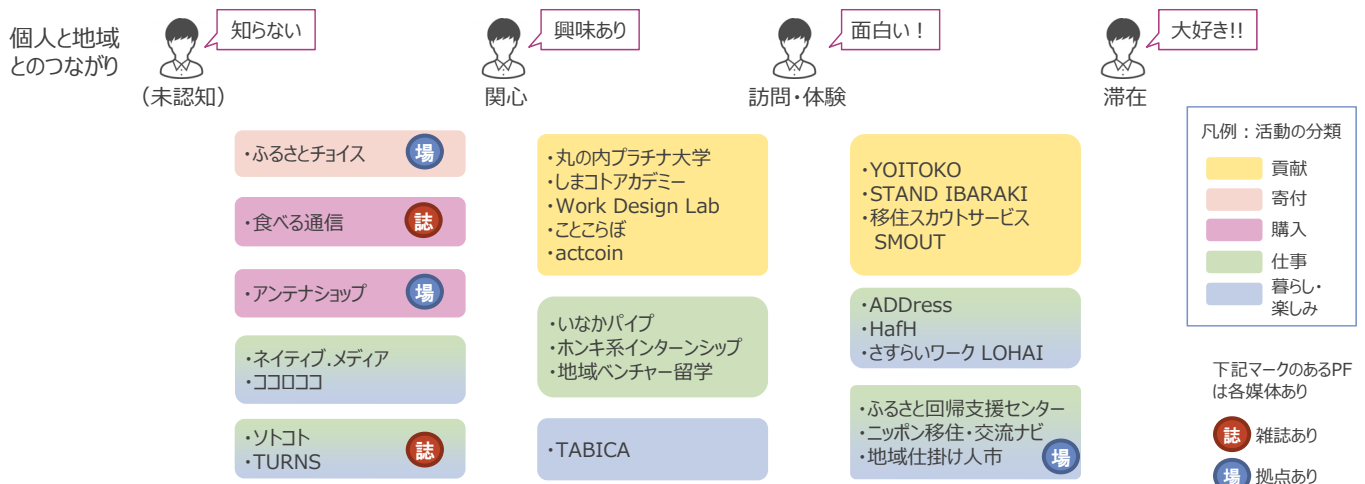 個人と地域
とのつながり
知らない
興味あり
面白い！
大好き!!
（未認知）
関心
訪問・体験
滞在
・ふるさとチョイス
場
・食べる通信
誌
・アンテナショップ
場
・ネイティブ.メディア
・ココロココ
・ソトコト
・TURNS
誌
・丸の内プラチナ大学
・しまコトアカデミー
・Work Design Lab
・ことこらぼ
・actcoin
・いなかパイプ
・ホンキ系インターンシップ
・地域ベンチャー留学
・TABICA
・YOITOKO
・STAND IBARAKI
・移住スカウトサービス
SMOUT
・ADDress
・HafH
・さすらいワーク LOHAI
・ふるさと回帰支援センター
・ニッポン移住・交流ナビ
・地域仕掛け人市
場
凡例：活動の分類
貢献
寄付
購入
仕事
暮らし・
楽しみ
下記マークのあるPF
は各媒体あり
誌 雑誌あり
場 拠点あり